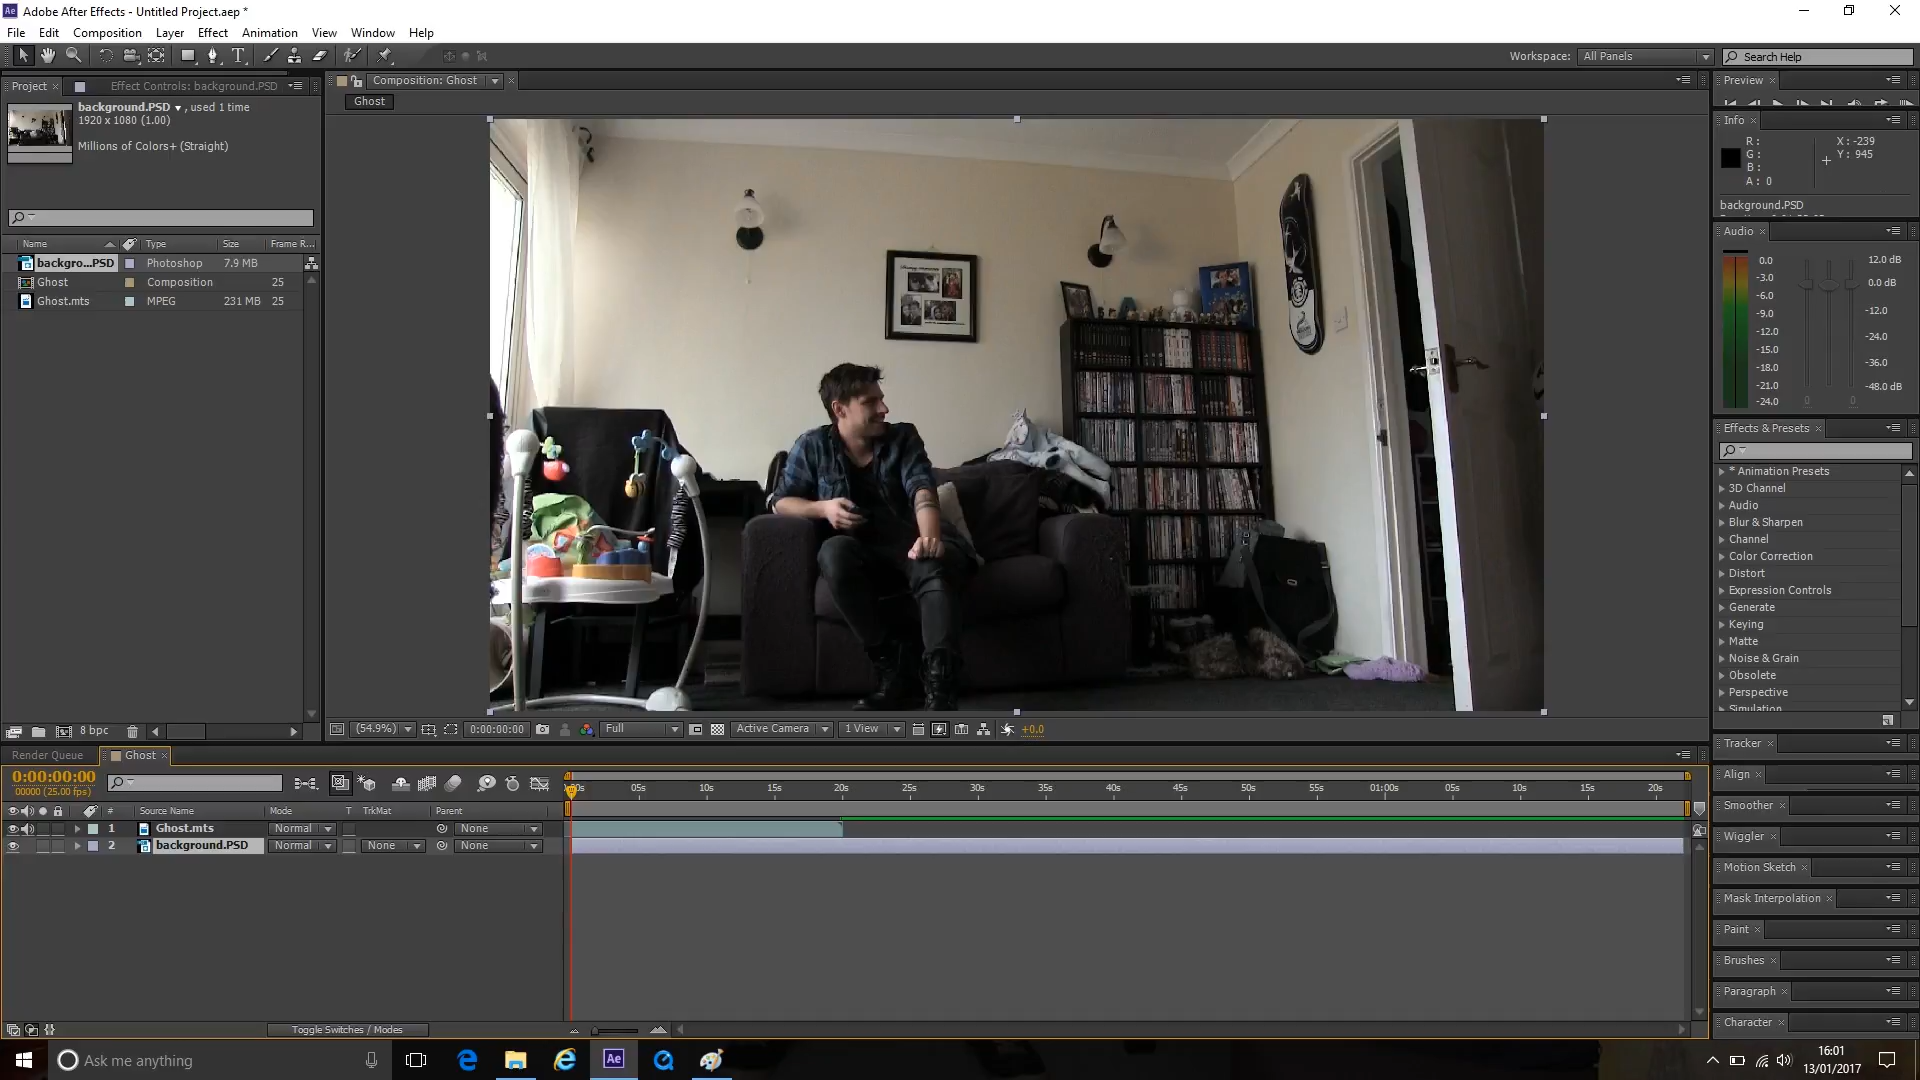 Adobe After Effects - Untitled Project.aep *
File Edit Composition Layer Effect Animation View Window Help
Workspace: All Panels Search Help
Project Effect Controls: background.PSD
background.PSD , used 1 time
1920 x 1080 (1.00)
Millions of Colors+ (Straight)
Name Type Size Frame R...
backgro...PSD Photoshop 7.9 MB
Ghost Composition 25
Ghost.mts MPEG 231 MB 25
8 bpc
Composition: Ghost
Ghost
(54.9%) 0:00:00:00 Full Active Camera 1 View +0.0
Preview
Info
R : X : -239
G : Y : 945
B :
A : 0
background.PSD
Audio
0.0 12.0 dB
-3.0 0.0 dB
-6.0
-9.0 -12.0
-12.0
-15.0 -24.0
-18.0 -36.0
-21.0 -48.0 dB
-24.0 0 0
Effects & Presets
* Animation Presets
3D Channel
Audio
Blur & Sharpen
Channel
Color Correction
Distort
Expression Controls
Generate
Keying
Matte
Noise & Grain
Obsolete
Perspective
Simulation
Tracker
Align
Smoother
Wiggler
Motion Sketch
Mask Interpolation
Paint
Brushes
Paragraph
Character
Render Queue Ghost
0:00:00:00
00000 (25.00 fps)
05s 10s 15s 20s 25s 30s 35s 40s 45s 50s 55s 01:00s 05s 10s 15s 20s
# Source Name Mode T TrkMat Parent
1 Ghost.mts Normal None
2 background.PSD Normal None None
Toggle Switches / Modes
Ask me anything
Ae
16:01
13/01/2017